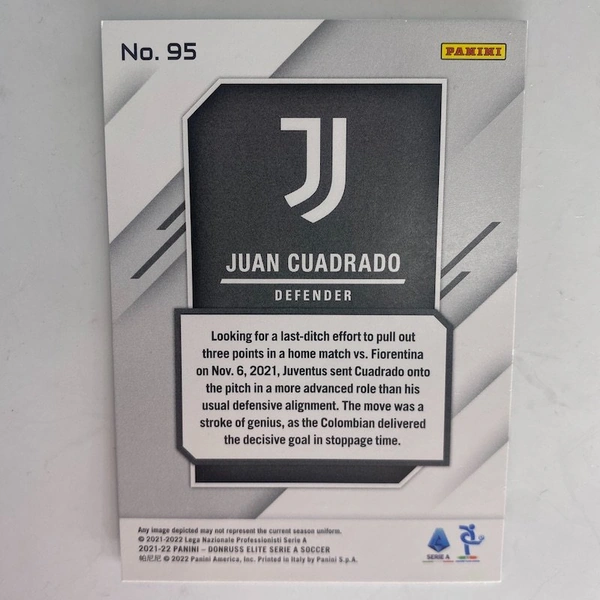 No. 95
PANINI
JUAN CUADRADO
DEFENDER
Looking for a last-ditch effort to pull out
three points in a home match vs. Fiorentina
on Nov. 6, 2021, Juventus sent Cuadrado onto
the pitch in a more advanced role than his
usual defensive alignment. The move was a
stroke of genius, as the Colombian delivered
the decisive goal in stoppage time.
Any image depicted may not represent the current season uniform.
© 2021-2022 Lega Nazionale Professionisti Serie A
2021-22 PANINI – DONRUSS ELITE SERIE A SOCCER
帕尼尼 © 2022 Panini America, Inc. Printed in Italy by Panini S.p.A.
SERIE A